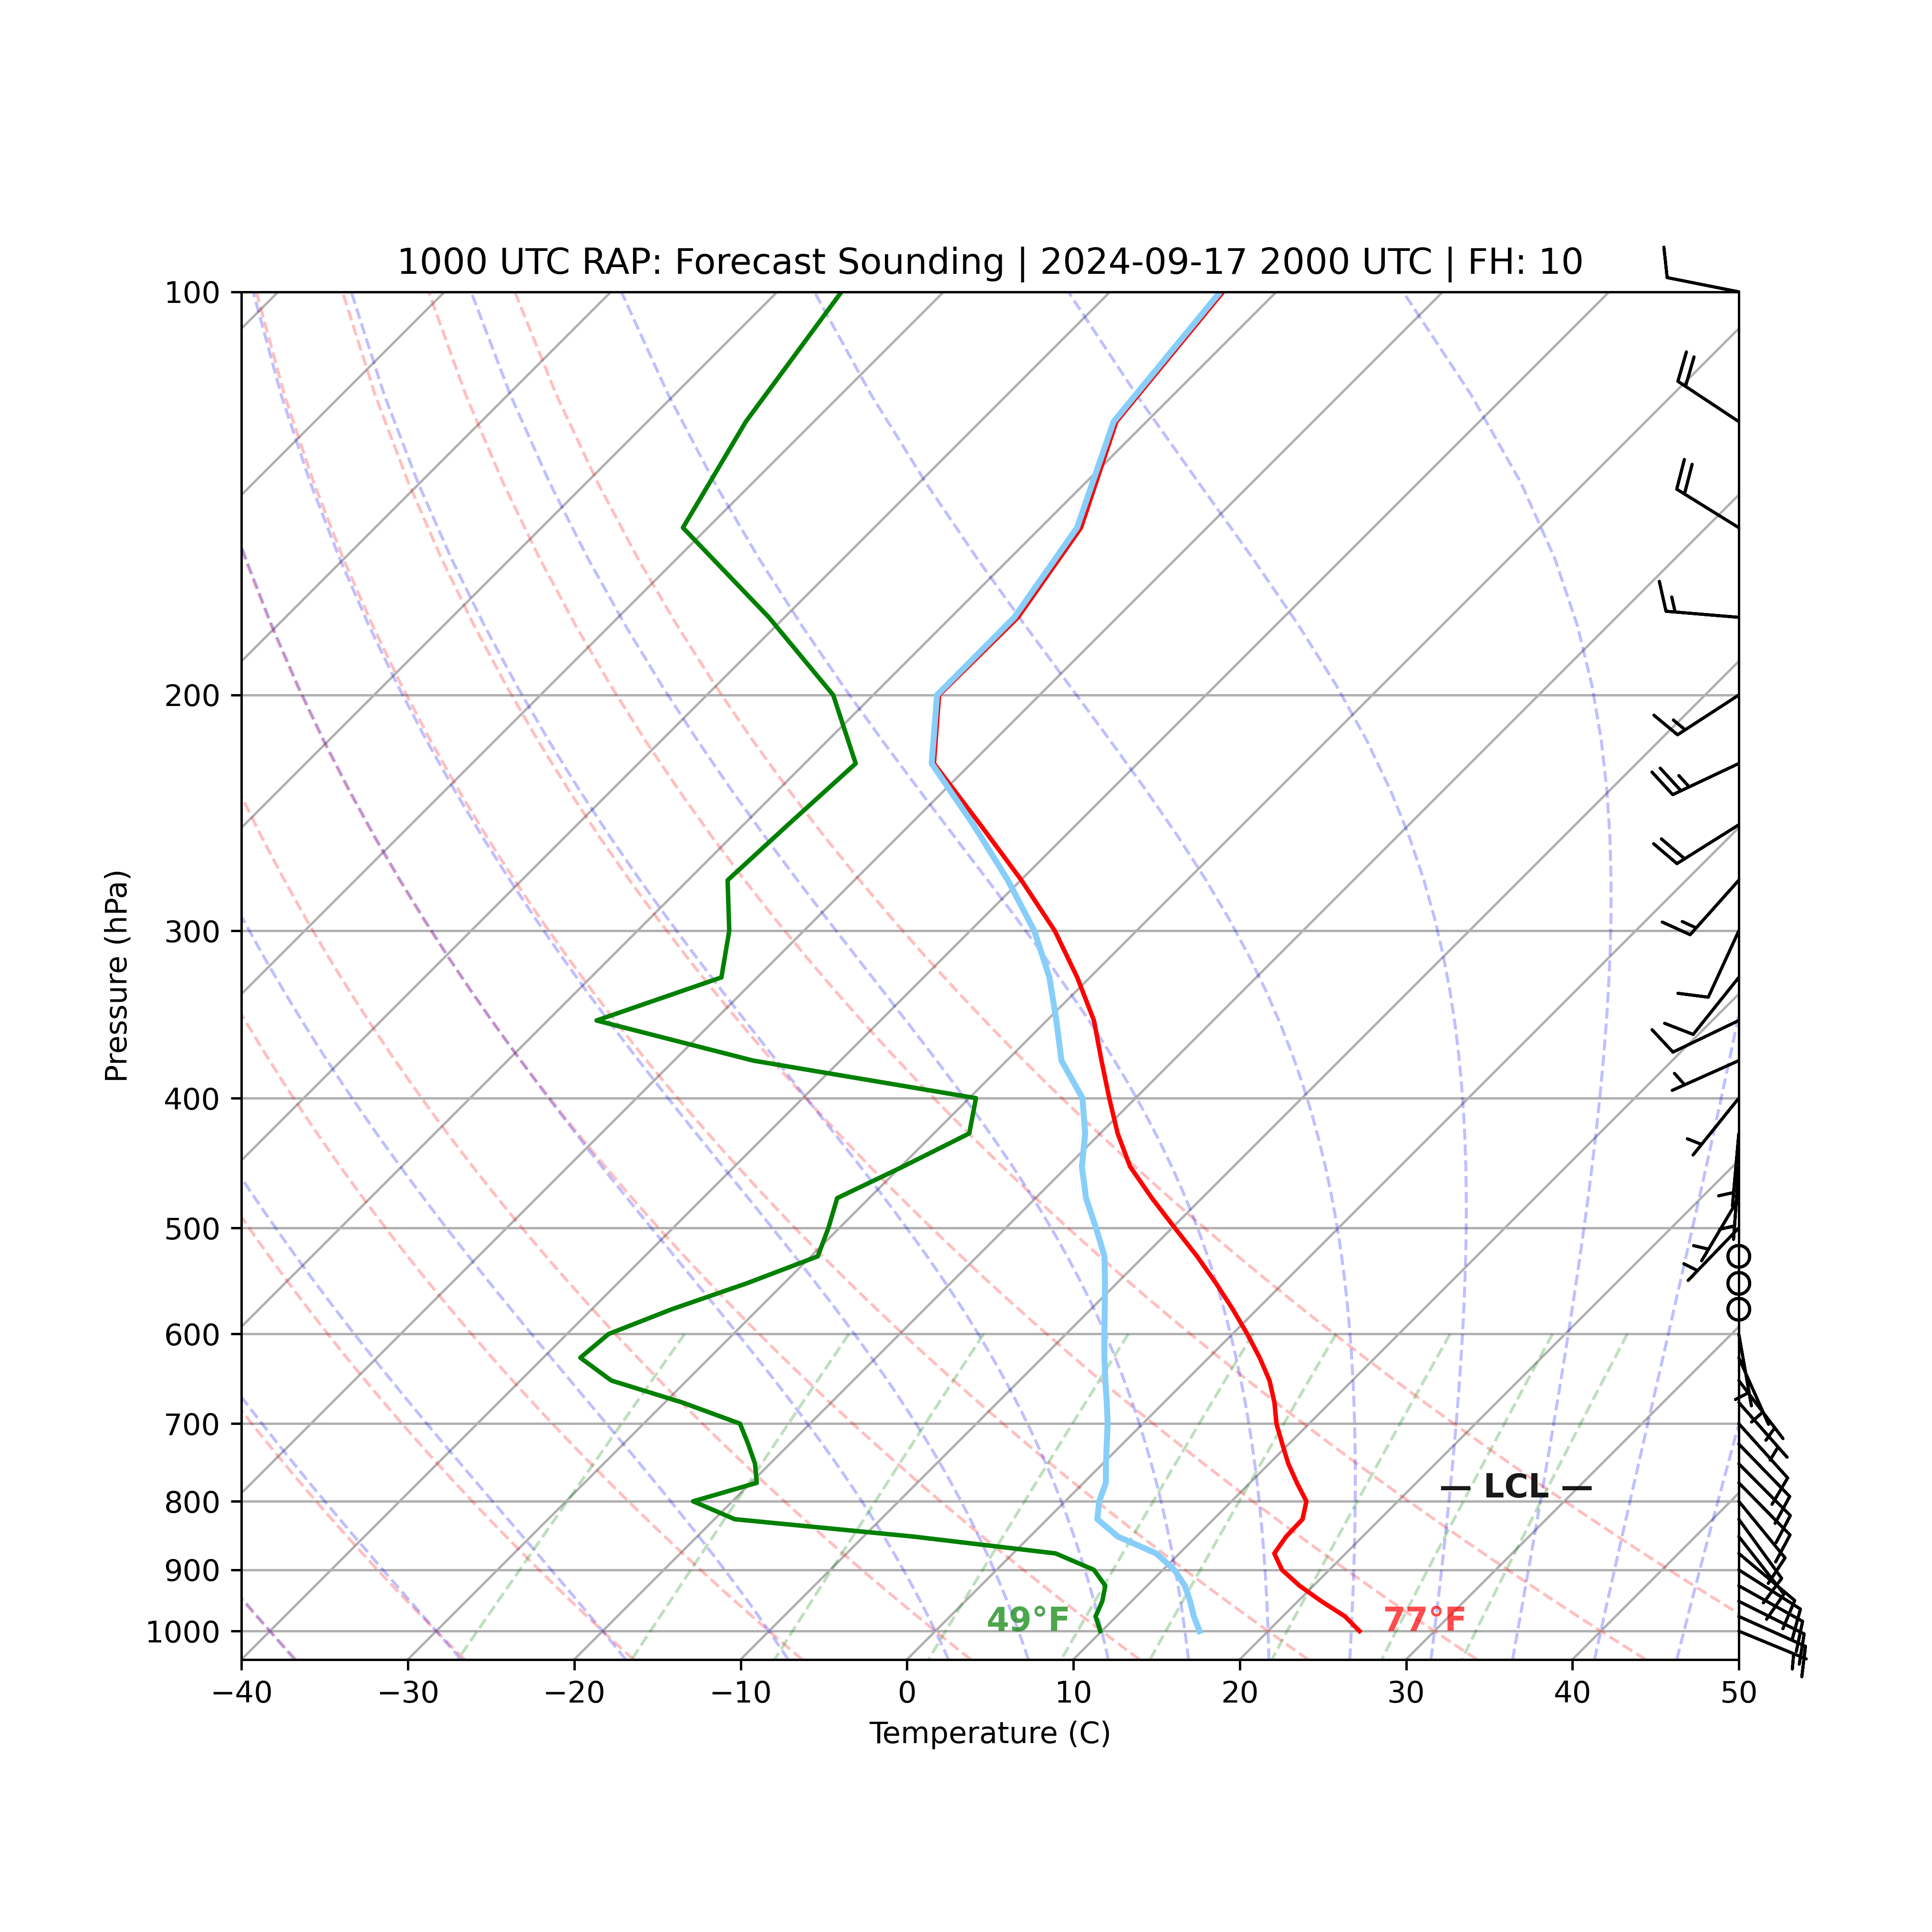 1000 UTC RAP: Forecast Sounding | 2024-09-17 2000 UTC | FH: 10
100
200
300
400
500
600
700
800
900
1000
Pressure (hPa)
— LCL —
49°F
77°F
−40 −30 −20 −10 0 10 20 30 40 50
Temperature (C)